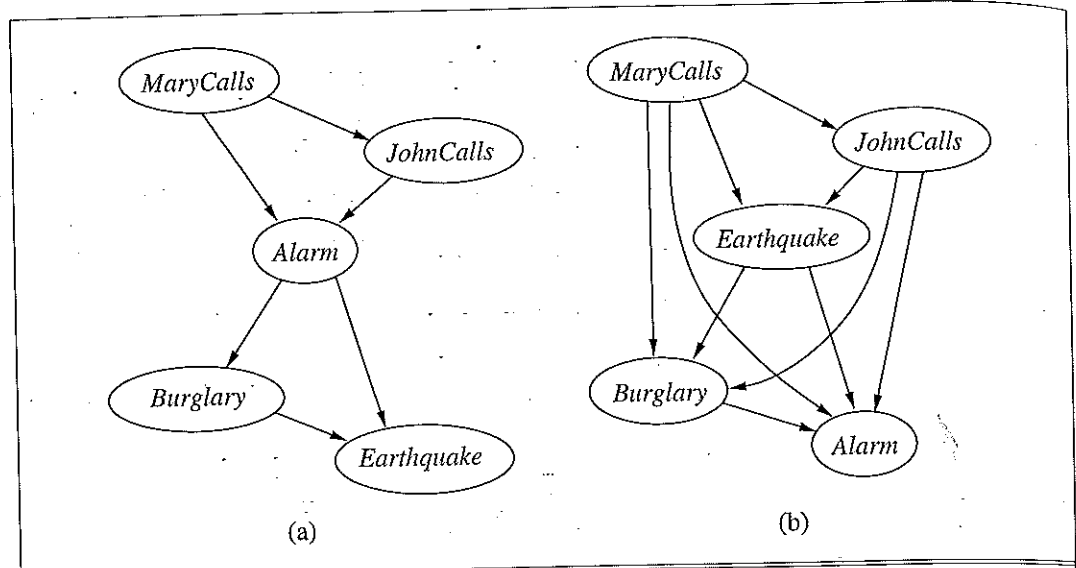 MaryCalls
JohnCalls
Alarm
Burglary
Earthquake
(a)
MaryCalls
JohnCalls
Earthquake
Burglary
Alarm
(b)